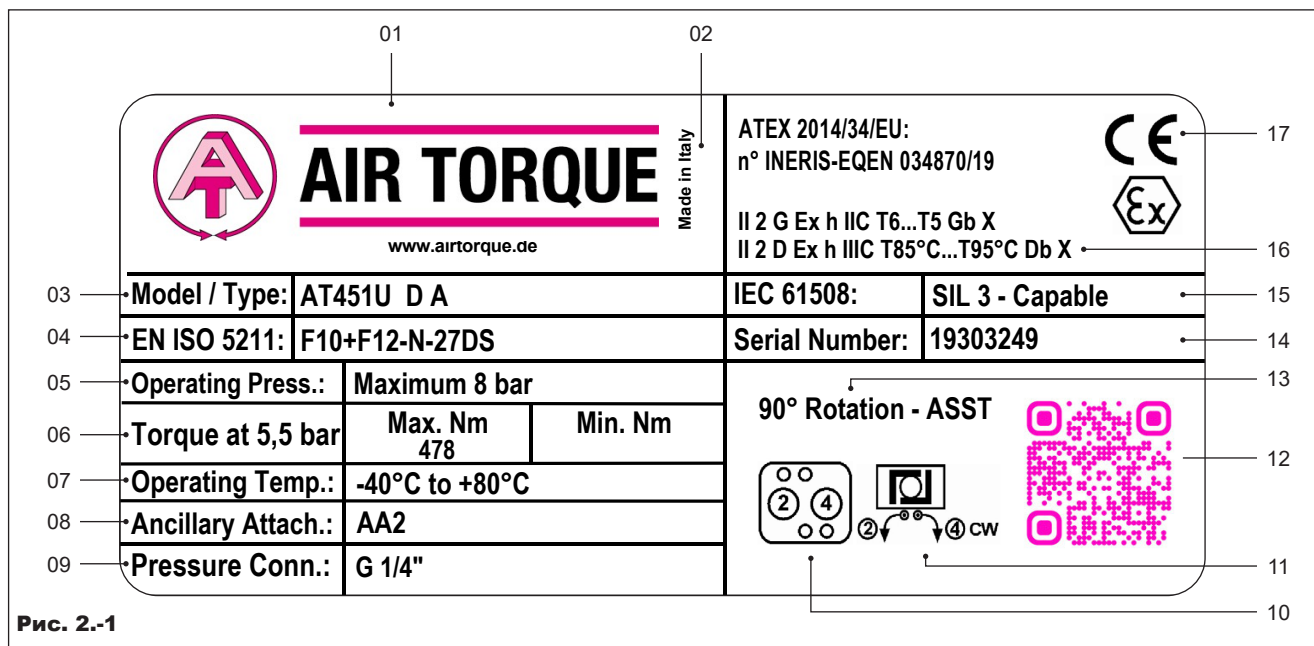 01
02
AT
AIR TORQUE
Made in Italy
www.airtorque.de
ATEX 2014/34/EU:
n° INERIS-EQEN 034870/19
CE
17
Ex
II 2 G Ex h IIC T6...T5 Gb X
II 2 D Ex h IIIC T85°C...T95°C Db X
16
03
Model / Type: AT451U D A
IEC 61508: SIL 3 - Capable
15
04
EN ISO 5211: F10+F12-N-27DS
Serial Number: 19303249
14
05
Operating Press.: Maximum 8 bar
13
06
Torque at 5,5 bar
Max. Nm
478
Min. Nm
90° Rotation - ASST
12
07
Operating Temp.: -40°C to +80°C
2 4
08
Ancillary Attach.: AA2
2 4 CW
09
Pressure Conn.: G 1/4"
11
10
Рис. 2.-1